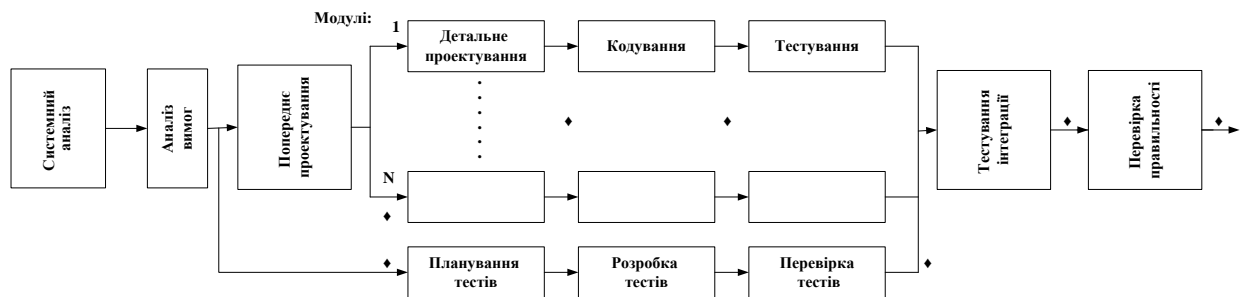 Модулі:
1
Детальне
проектування
Кодування
Тестування
Системний
аналіз
Аналіз
вимог
Попереднє
проектування
Тестування
інтеграції
Перевірка
правильності
N
Планування
тестів
Розробка
тестів
Перевірка
тестів